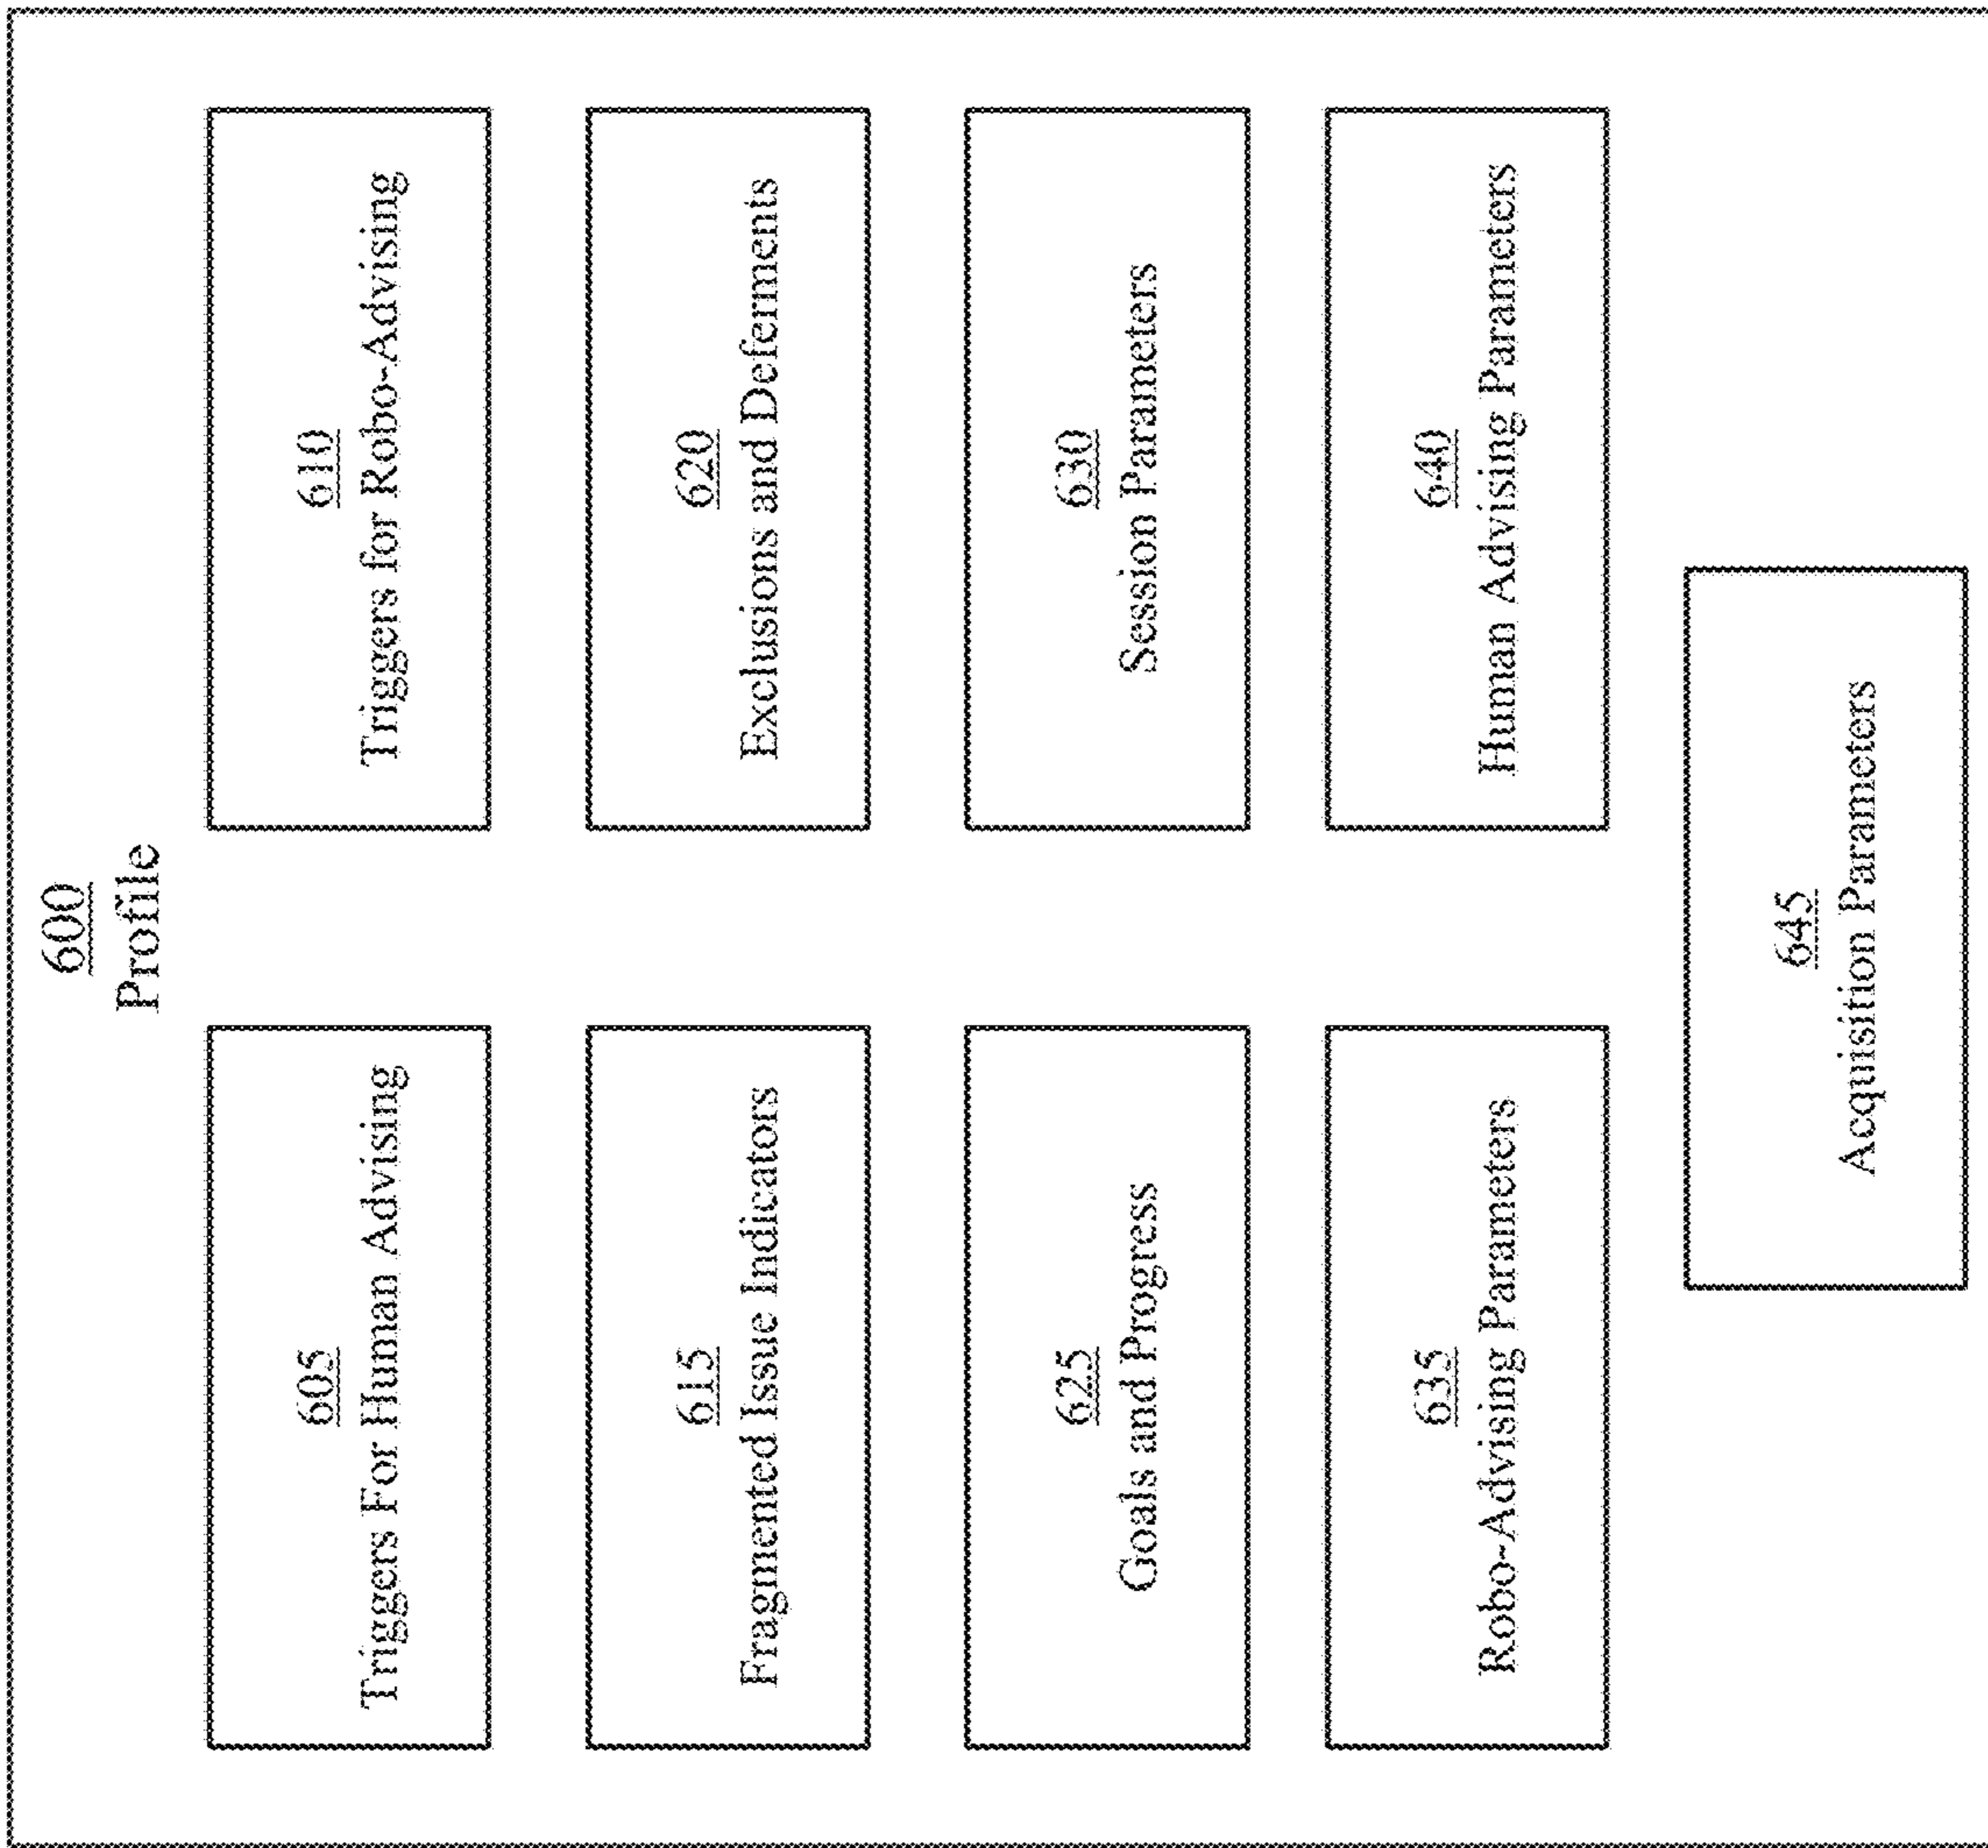 600
Profile
605
Triggers For Human Advising
610
Triggers for Robo-Advising
615
Fragmented Issue Indicators
620
Exclusions and Deferments
625
Goals and Progress
630
Session Parameters
635
Robo-Advising Parameters
640
Human Advising Parameters
645
Acquisition Parameters